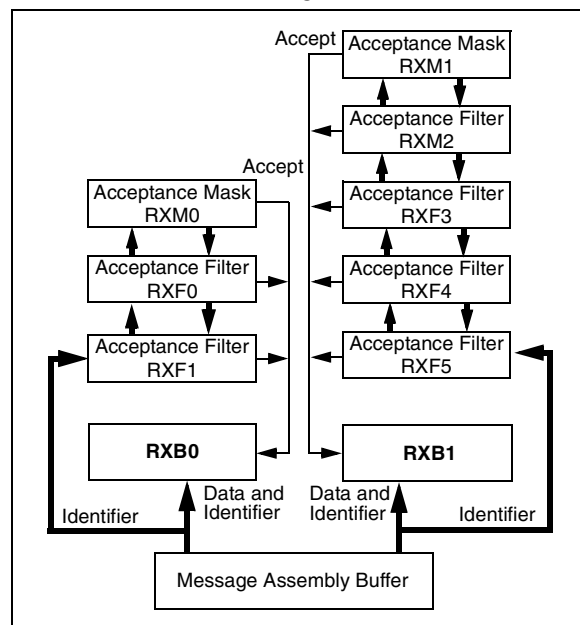 Accept
Acceptance Mask
RXM1
Acceptance Filter
RXM2
Accept
Acceptance Mask
RXM0
Acceptance Filter
RXF3
Acceptance Filter
RXF0
Acceptance Filter
RXF4
Acceptance Filter
RXF1
Acceptance Filter
RXF5
RXB0
RXB1
Identifier
Data and
Identifier
Data and
Identifier
Identifier
Message Assembly Buffer